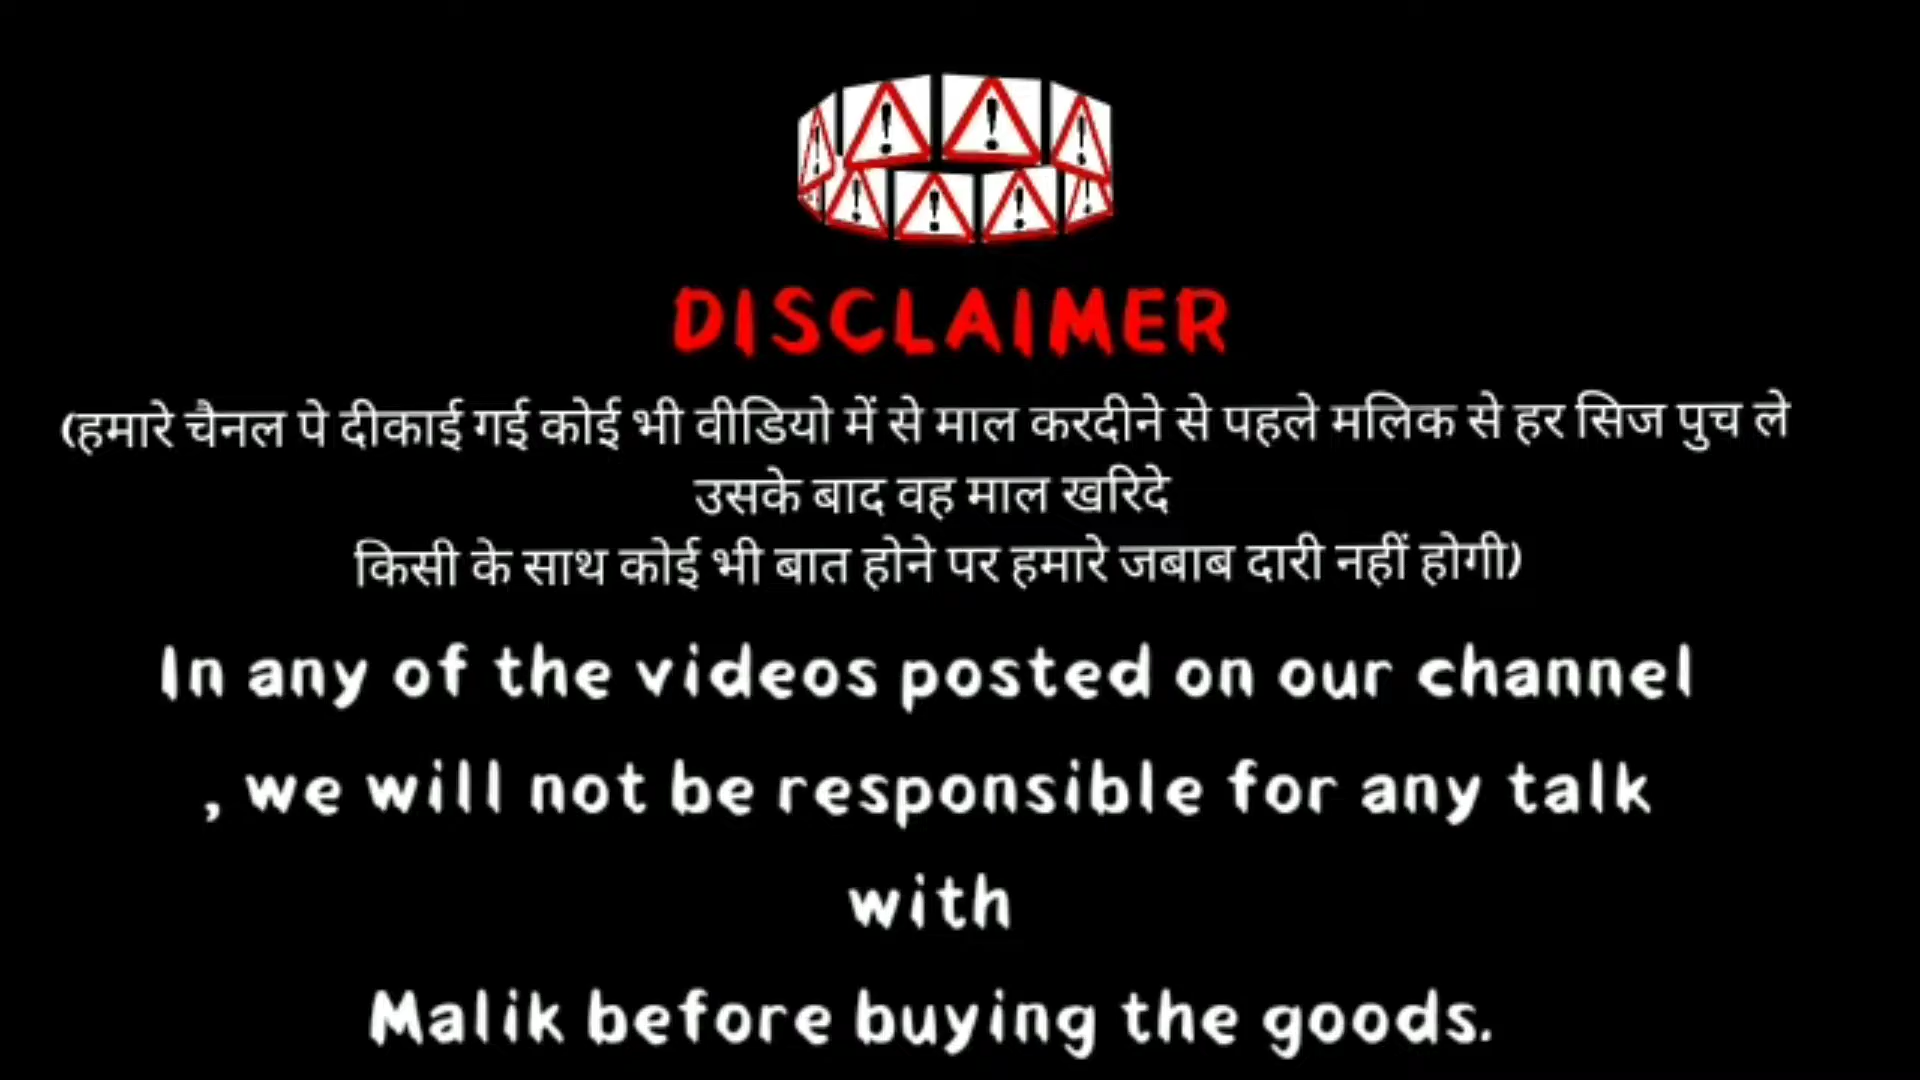 DISCLAIMER
(हमारे चैनल पे दीकाई गई कोई भी वीडियो में से माल करदीने से पहले मलिक से हर सिज पुच ले
उसके बाद वह माल खरिदे
किसी के साथ कोई भी बात होने पर हमारे जबाब दारी नहीं होगी)
In any of the videos posted on our channel
, we will not be responsible for any talk
with
Malik before buying the goods.